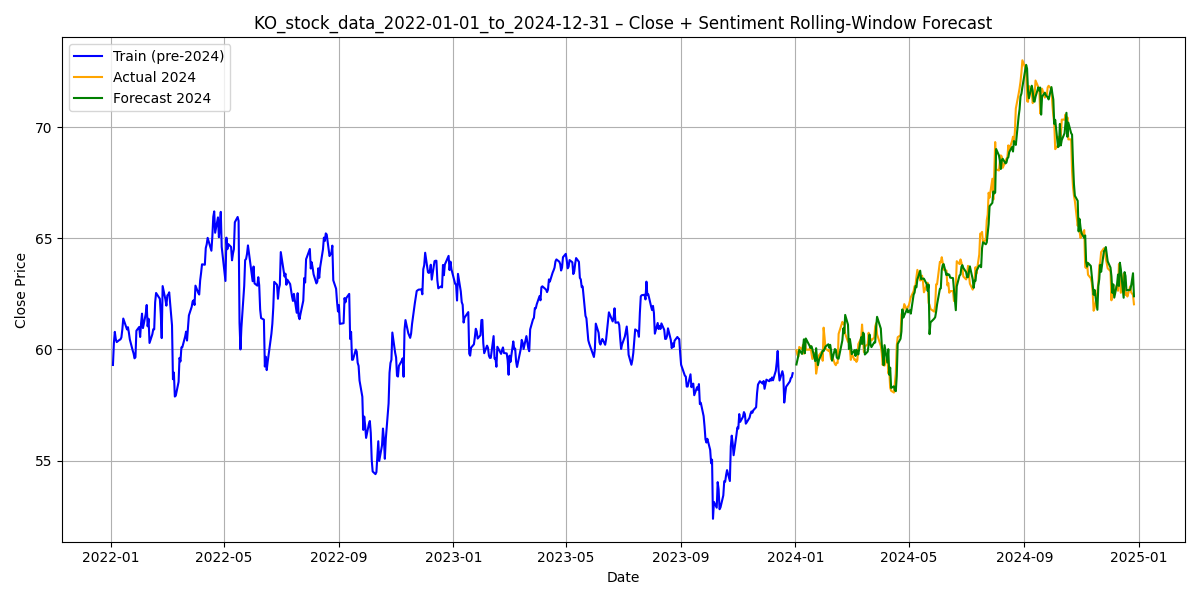 KO_stock_data_2022-01-01_to_2024-12-31 – Close + Sentiment Rolling-Window Forecast
Train (pre-2024)
Actual 2024
Forecast 2024
Close Price
70
65
60
55
2022-01
2022-05
2022-09
2023-01
2023-05
2023-09
2024-01
2024-05
2024-09
2025-01
Date